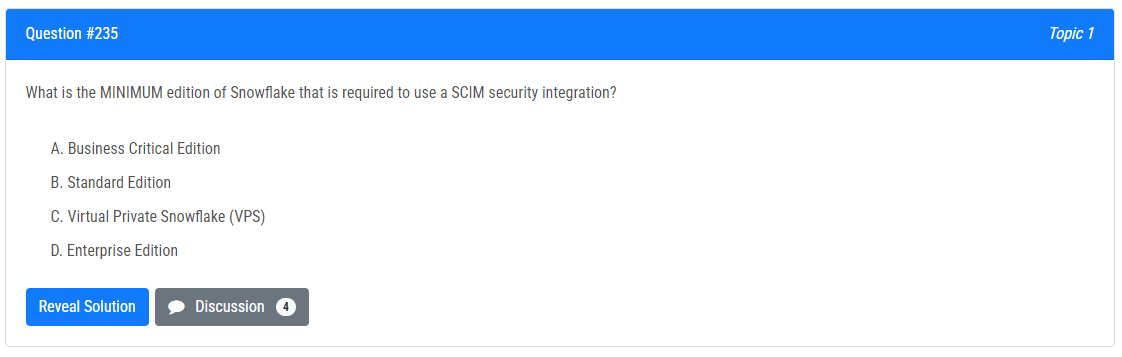 Question #235 Topic 1
What is the MINIMUM edition of Snowflake that is required to use a SCIM security integration?
A. Business Critical Edition
B. Standard Edition
C. Virtual Private Snowflake (VPS)
D. Enterprise Edition
Reveal Solution Discussion 4